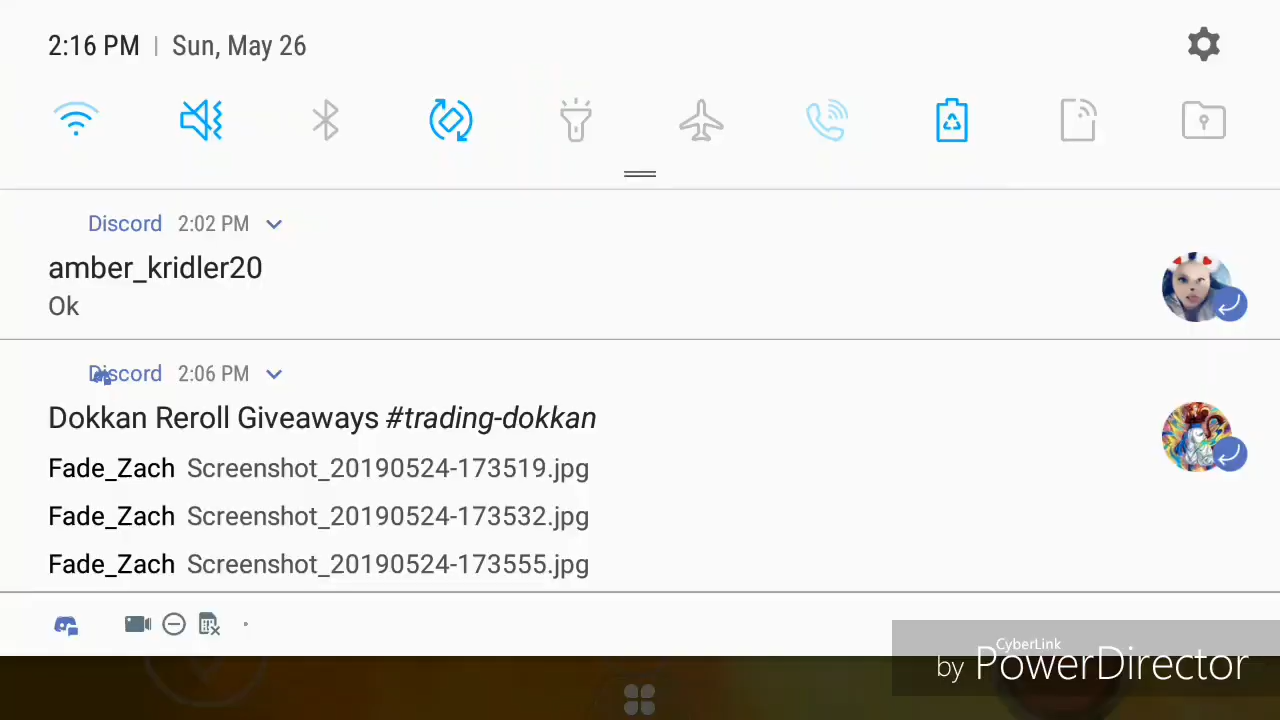 2:16 PM | Sun, May 26
Discord 2:02 PM
amber_kridler20
Ok
Discord 2:06 PM
Dokkan Reroll Giveaways #trading-dokkan
Fade_Zach Screenshot_20190524-173519.jpg
Fade_Zach Screenshot_20190524-173532.jpg
Fade_Zach Screenshot_20190524-173555.jpg
CyberLink
by PowerDirector